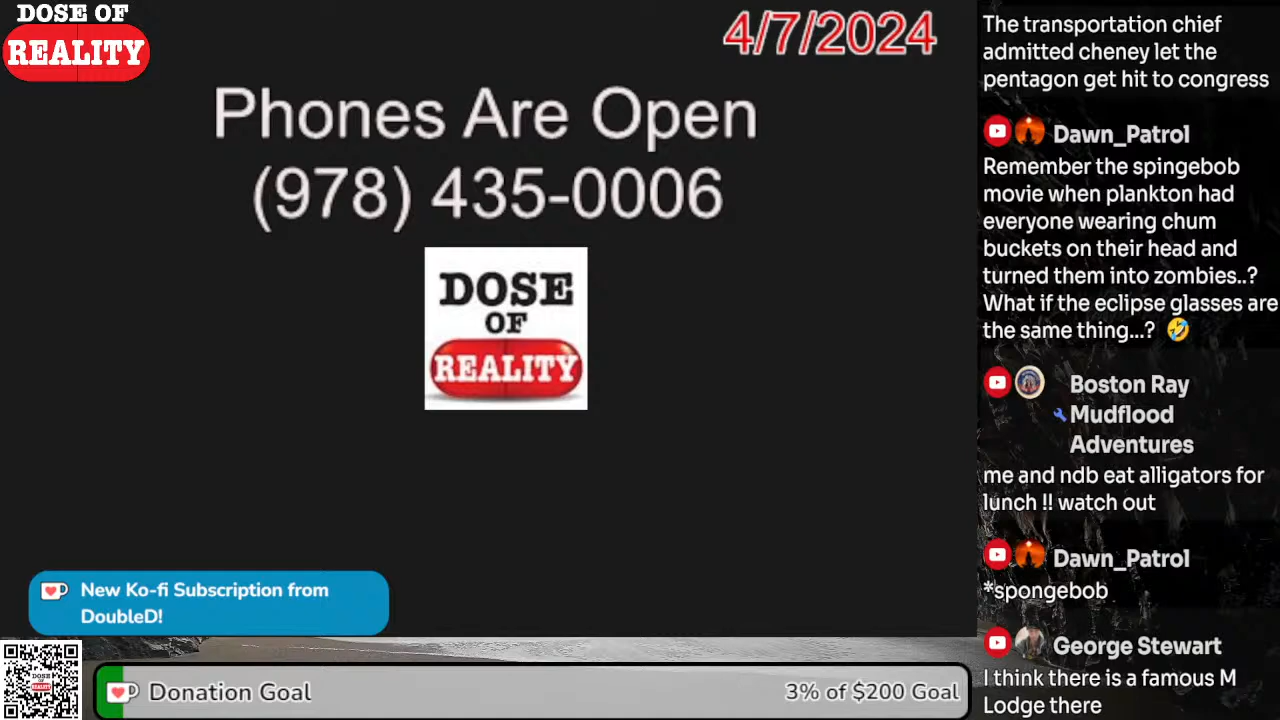 DOSE OF
REALITY
4/7/2024
Phones Are Open
(978) 435-0006
DOSE
OF
REALITY
New Ko-fi Subscription from
DoubleD!
DOSE
OF
REALITY
Donation Goal
3% of $200 Goal
The transportation chief
admitted cheney let the
pentagon get hit to congress
Dawn_Patrol
Remember the spingebob
movie when plankton had
everyone wearing chum
buckets on their head and
turned them into zombies..?
What if the eclipse glasses are
the same thing...? 🤣
Boston Ray
Mudflood
Adventures
me and ndb eat alligators for
lunch !! watch out
Dawn_Patrol
*spongebob
George Stewart
I think there is a famous M
Lodge there